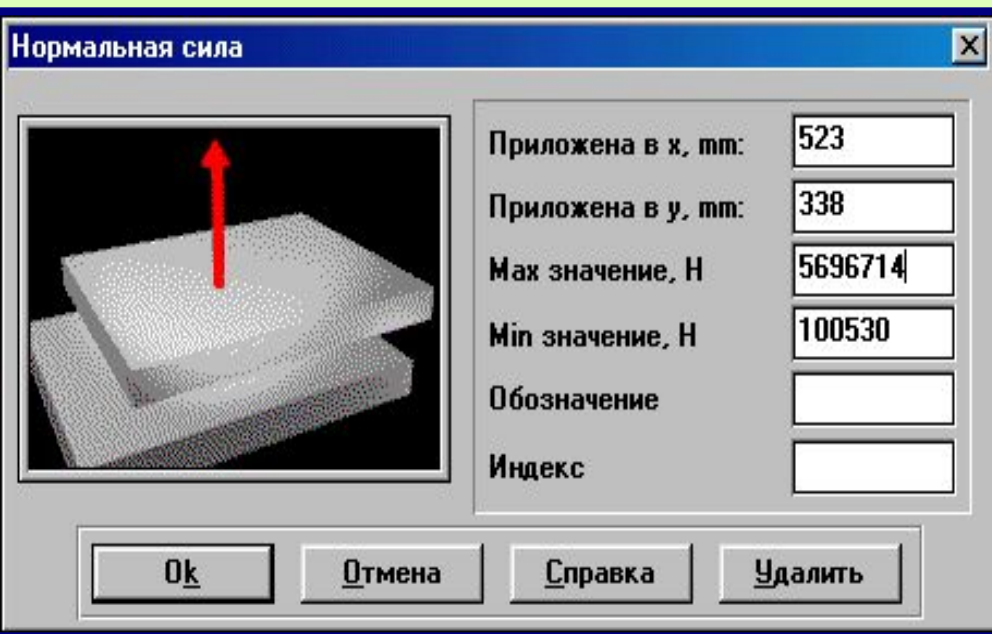 Нормальная сила
Приложена в x, mm: 523
Приложена в y, mm: 338
Max значение, Н 5696714
Min значение, Н 100530
Обозначение
Индекс
Ok Отмена Справка Удалить